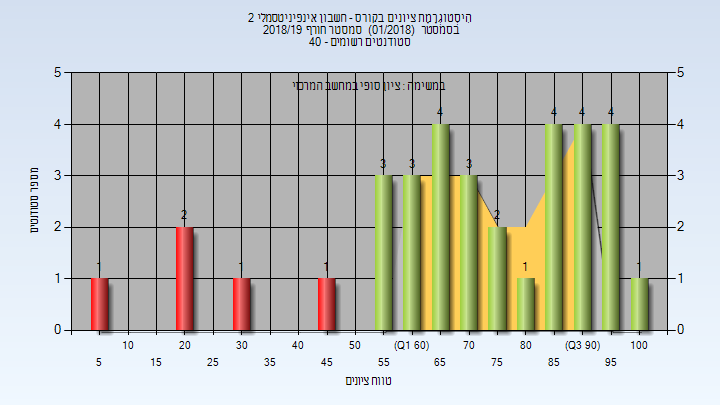 היסטוגרמת ציונים בקורס - חשבון אינפיניטסמלי 2
בסמסטר (01/2018) סמסטר חורף 2018/19
סטודנטים רשומים - 40
במשימה : ציון סופי במחשב המרכזי
מספר סטודנטים
5 5
4 4
3 3
2 2
1 1
0 0
1 2 1 1 3 3 4 3 2 1 4 4 4 1
10 20 30 40 50 (Q1 60) 70 80 (Q3 90) 100
5 15 25 35 45 55 65 75 85 95
טווח ציונים